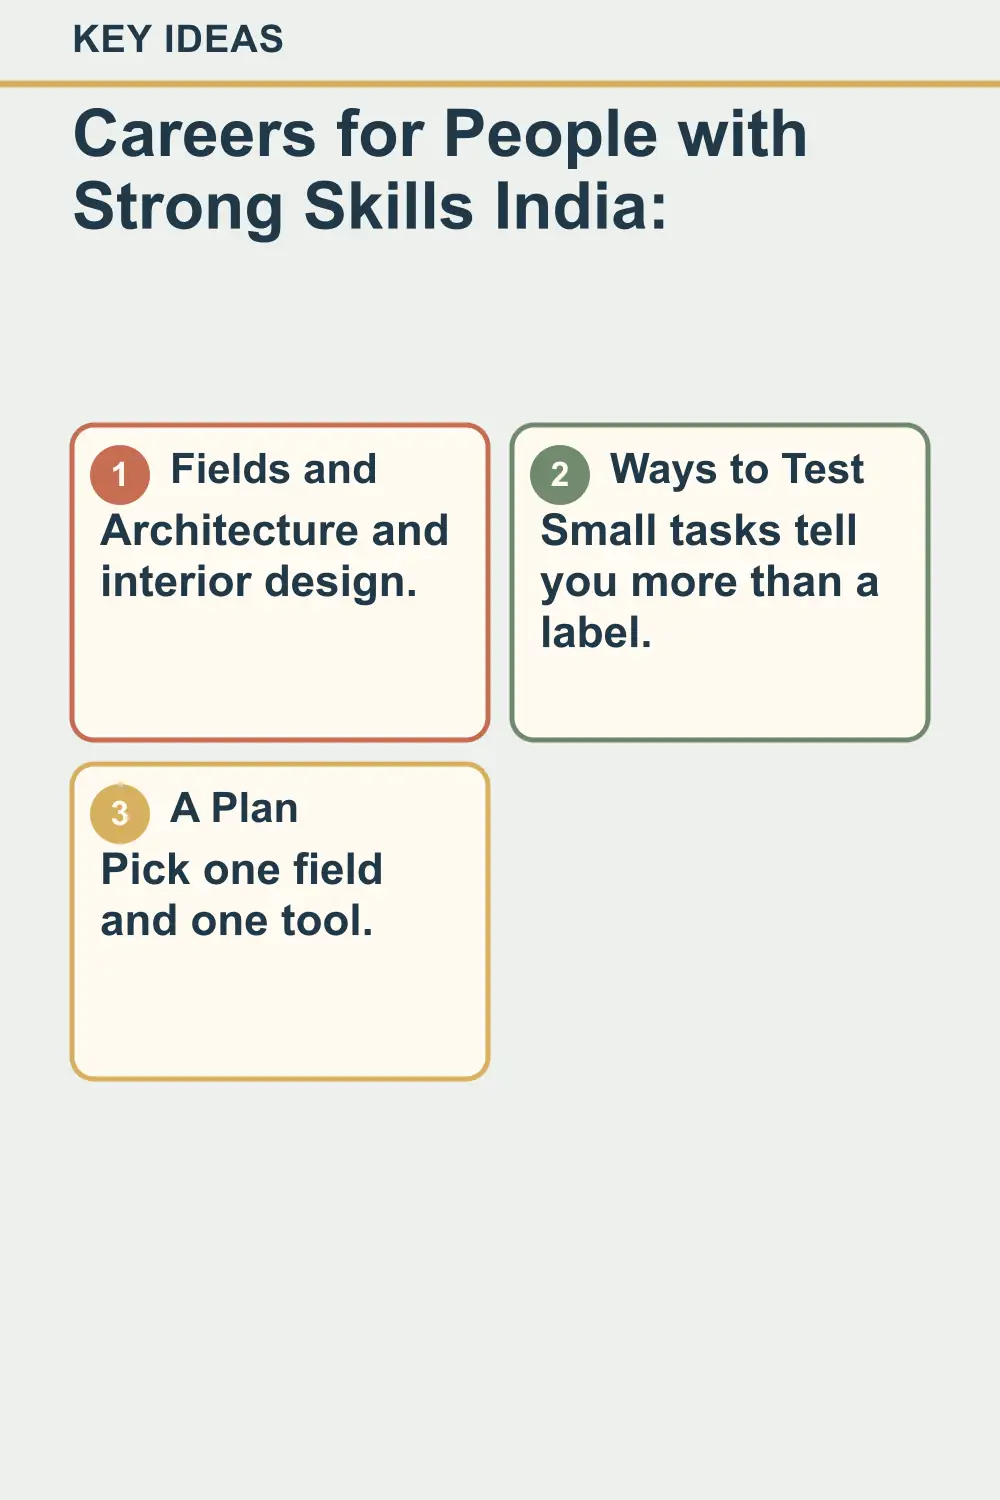 KEY IDEAS
Careers for People with
Strong Skills India:
1 Fields and
Architecture and
interior design.
2 Ways to Test
Small tasks tell
you more than a
label.
3 A Plan
Pick one field
and one tool.